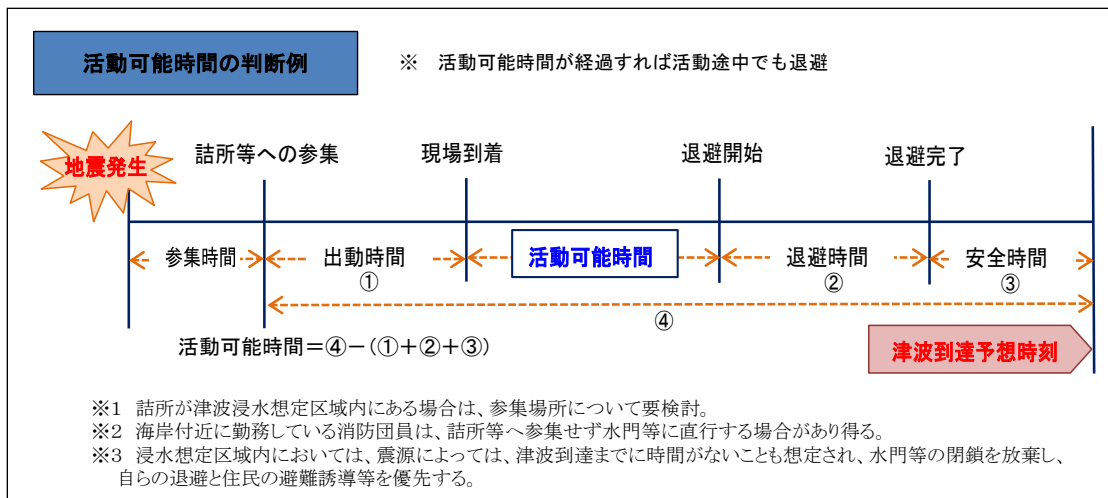 活動可能時間の判断例
※ 活動可能時間が経過すれば活動途中でも退避
地震発生
詰所等への参集
現場到着
退避開始
退避完了
参集時間
出動時間
①
活動可能時間
退避時間
②
安全時間
③
④
活動可能時間＝④－(①＋②＋③)
津波到達予想時刻
※1 詰所が津波浸水想定区域内にある場合は、参集場所について要検討。
※2 海岸付近に勤務している消防団員は、詰所等へ参集せず水門等に直行する場合があり得る。
※3 浸水想定区域内においては、震源によっては、津波到達までに時間がないことも想定され、水門等の閉鎖を放棄し、
自らの退避と住民の避難誘導等を優先する。